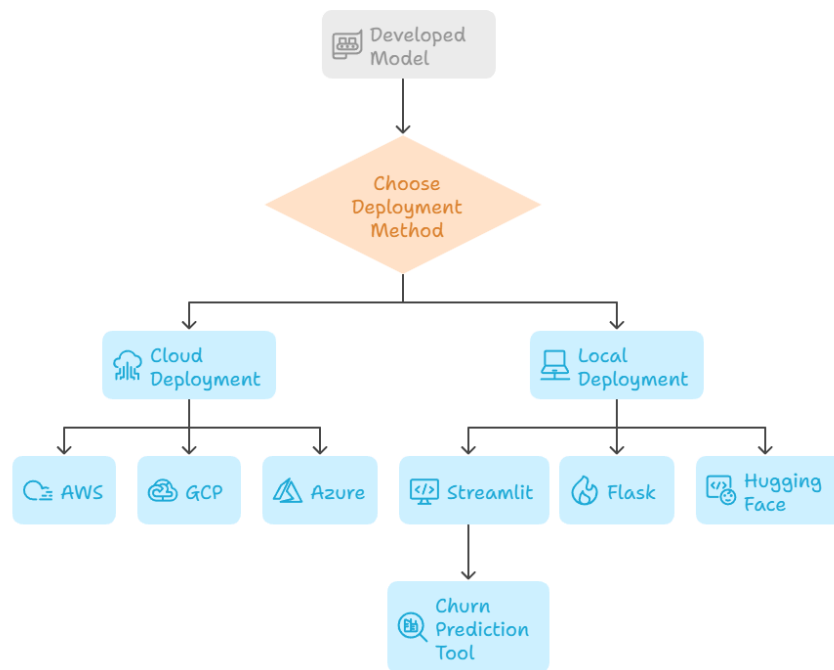 Developed
Model
Choose
Deployment
Method
Cloud
Deployment
Local
Deployment
AWS
GCP
Azure
Streamlit
Flask
Hugging
Face
Churn
Prediction
Tool